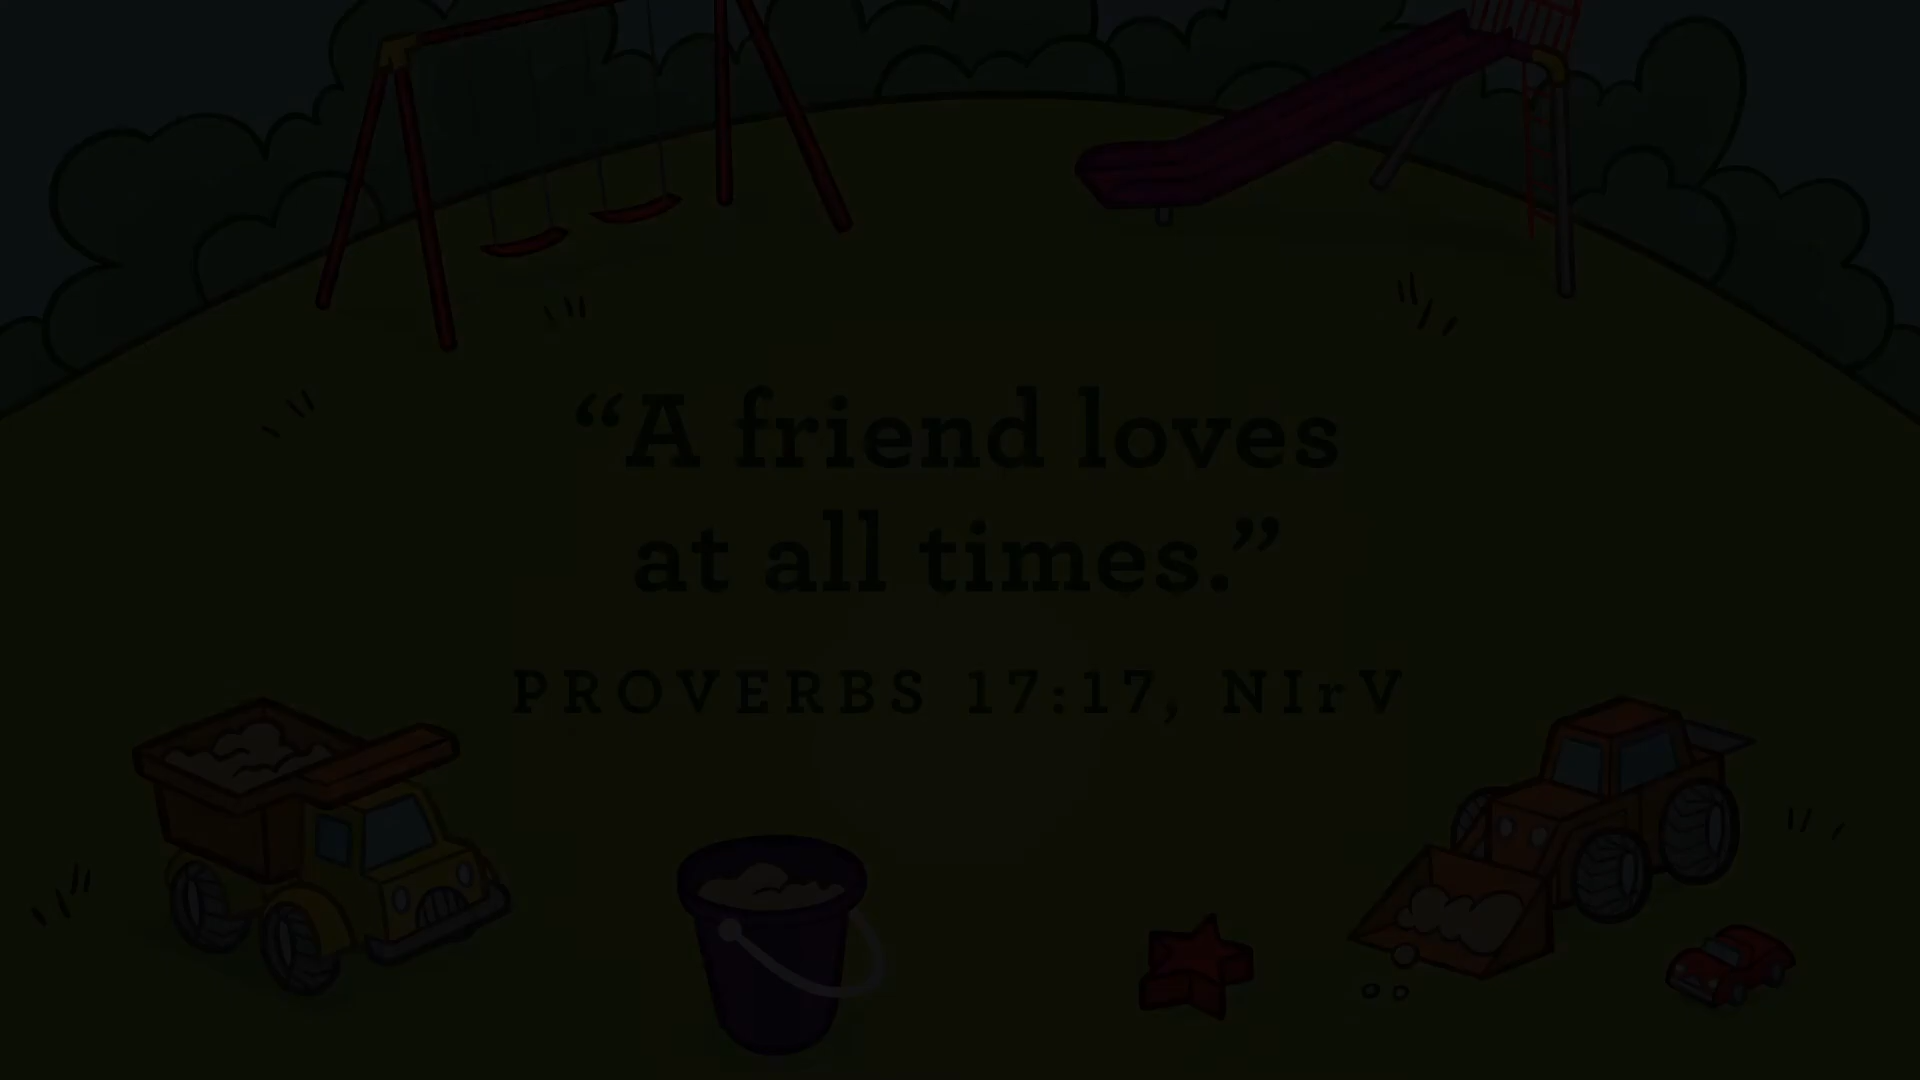 “A friend loves
at all times.”
PROVERBS 17:17, NIrV